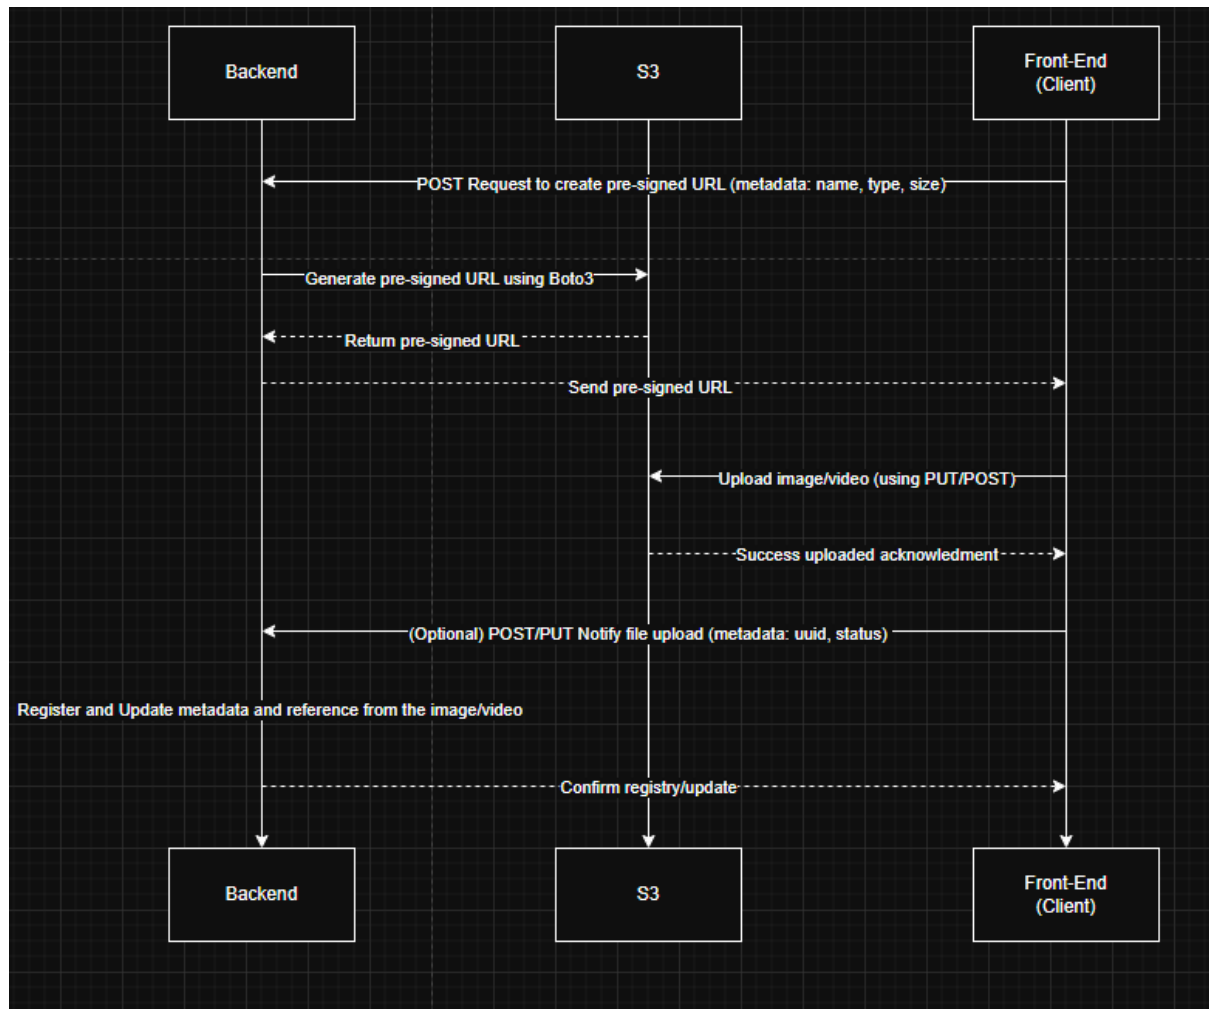 Backend
S3
Front-End
(Client)
POST Request to create pre-signed URL (metadata: name, type, size)
Generate pre-signed URL using Boto3
Return pre-signed URL
Send pre-signed URL
Upload image/video (using PUT/POST)
Success uploaded acknowledment
(Optional) POST/PUT Notify file upload (metadata: uuid, status)
Register and Update metadata and reference from the image/video
Confirm registry/update
Backend
S3
Front-End
(Client)